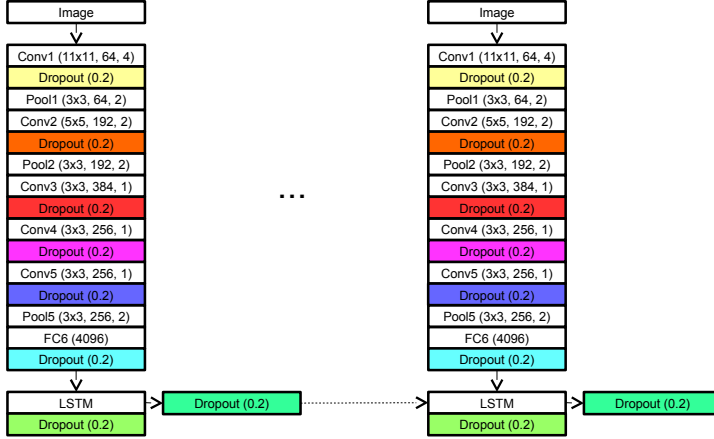 Image
Conv1 (11x11, 64, 4)
Dropout (0.2)
Pool1 (3x3, 64, 2)
Conv2 (5x5, 192, 2)
Dropout (0.2)
Pool2 (3x3, 192, 2)
Conv3 (3x3, 384, 1)
Dropout (0.2)
Conv4 (3x3, 256, 1)
Dropout (0.2)
Conv5 (3x3, 256, 1)
Dropout (0.2)
Pool5 (3x3, 256, 2)
FC6 (4096)
Dropout (0.2)
LSTM
Dropout (0.2)
Dropout (0.2)
...
Image
Conv1 (11x11, 64, 4)
Dropout (0.2)
Pool1 (3x3, 64, 2)
Conv2 (5x5, 192, 2)
Dropout (0.2)
Pool2 (3x3, 192, 2)
Conv3 (3x3, 384, 1)
Dropout (0.2)
Conv4 (3x3, 256, 1)
Dropout (0.2)
Conv5 (3x3, 256, 1)
Dropout (0.2)
Pool5 (3x3, 256, 2)
FC6 (4096)
Dropout (0.2)
LSTM
Dropout (0.2)
Dropout (0.2)